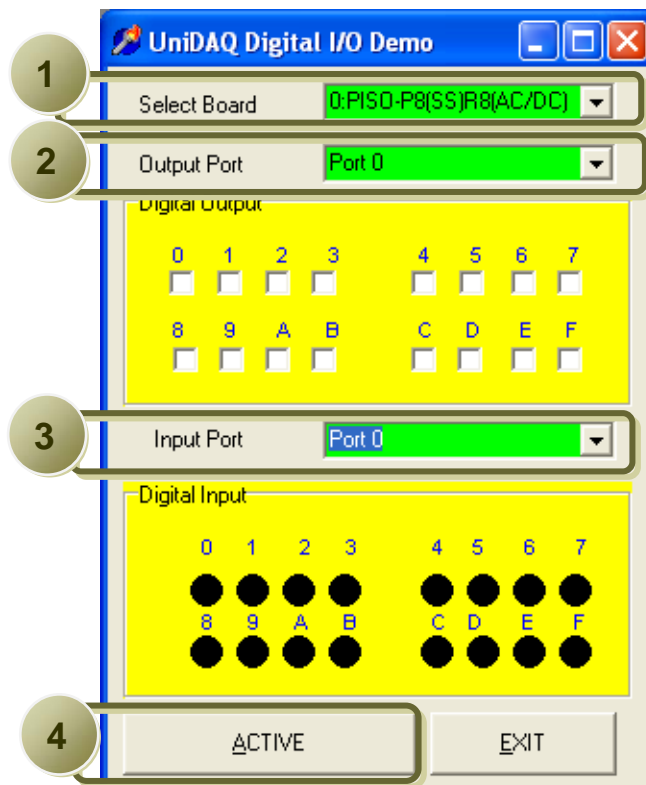 UniDAQ Digital I/O Demo
1
Select Board 0:PISO-P8(SS)R8(AC/DC)
2
Output Port Port 0
Digital Output
0 1 2 3 4 5 6 7
8 9 A B C D E F
3
Input Port Port 0
Digital Input
0 1 2 3 4 5 6 7
8 9 A B C D E F
4
ACTIVE EXIT